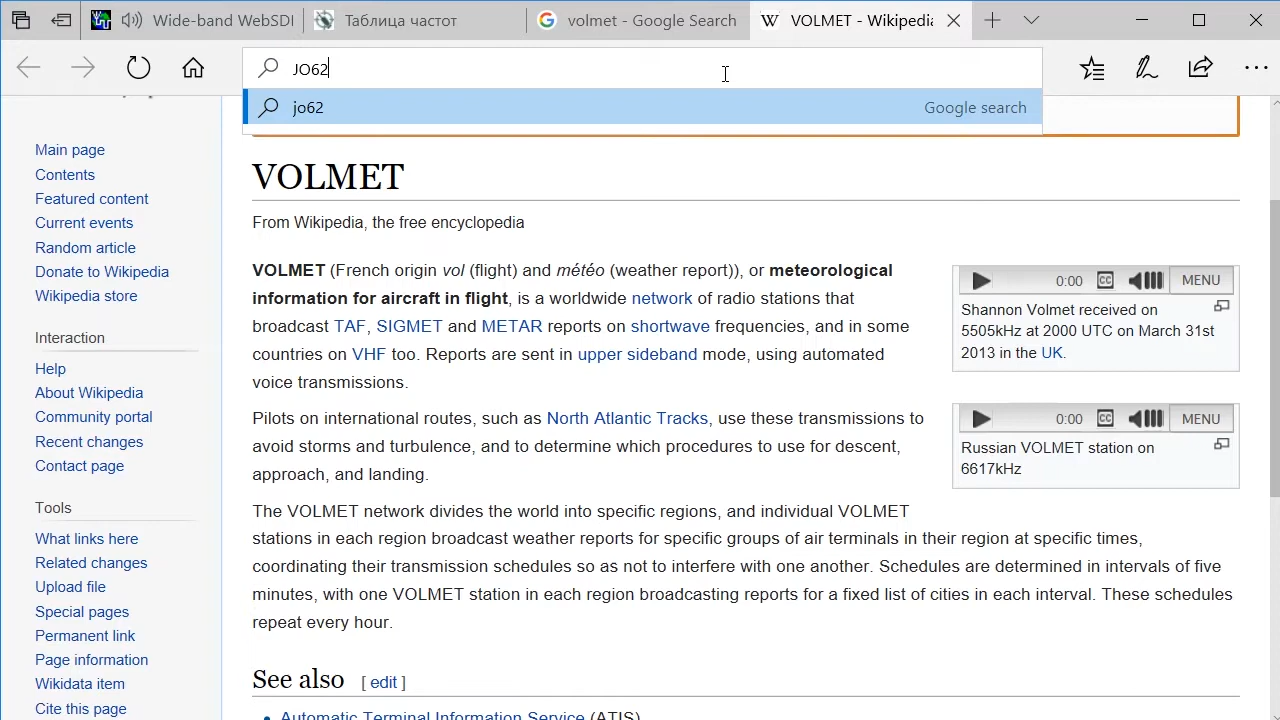 Wide-band WebSDI
Таблица частот
volmet - Google Search
VOLMET - Wikipedia
JO62
jo62
Google search
Main page
Contents
Featured content
Current events
Random article
Donate to Wikipedia
Wikipedia store
Interaction
Help
About Wikipedia
Community portal
Recent changes
Contact page
Tools
What links here
Related changes
Upload file
Special pages
Permanent link
Page information
Wikidata item
Cite this page
VOLMET
From Wikipedia, the free encyclopedia
VOLMET (French origin vol (flight) and météo (weather report)), or meteorological
information for aircraft in flight, is a worldwide network of radio stations that
broadcast TAF, SIGMET and METAR reports on shortwave frequencies, and in some
countries on VHF too. Reports are sent in upper sideband mode, using automated
voice transmissions.
Pilots on international routes, such as North Atlantic Tracks, use these transmissions to
avoid storms and turbulence, and to determine which procedures to use for descent,
approach, and landing.
The VOLMET network divides the world into specific regions, and individual VOLMET
stations in each region broadcast weather reports for specific groups of air terminals in their region at specific times,
coordinating their transmission schedules so as not to interfere with one another. Schedules are determined in intervals of five
minutes, with one VOLMET station in each region broadcasting reports for a fixed list of cities in each interval. These schedules
repeat every hour.
0:00 CC MENU
Shannon Volmet received on
5505kHz at 2000 UTC on March 31st
2013 in the UK.
0:00 CC MENU
Russian VOLMET station on
6617kHz
See also [ edit ]
Automatic Terminal Information Service (ATIS)